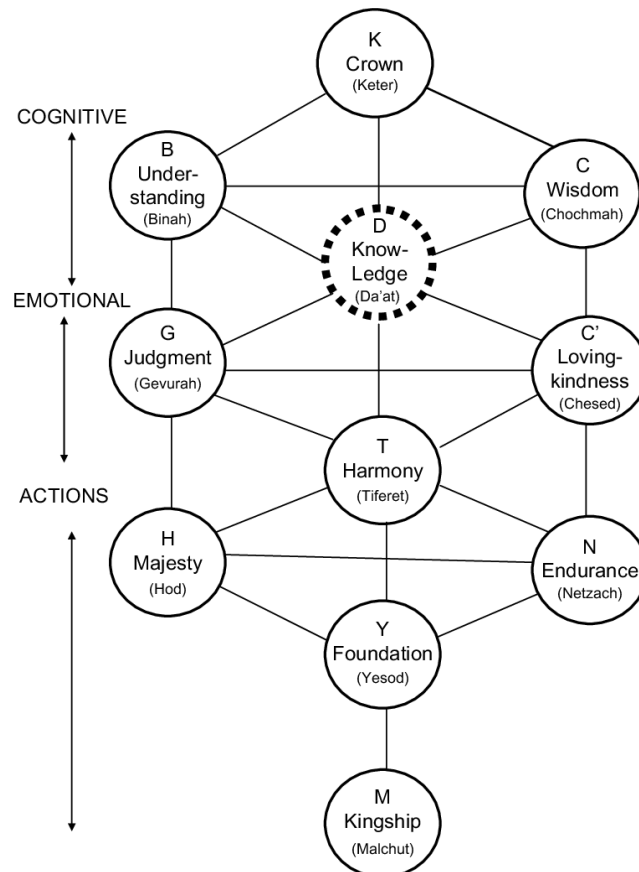 K
Crown
(Keter)
COGNITIVE
B
Under-
standing
(Binah)
C
Wisdom
(Chochmah)
D
Know-
Ledge
(Da'at)
EMOTIONAL
G
Judgment
(Gevurah)
C'
Loving-
kindness
(Chesed)
T
Harmony
(Tiferet)
ACTIONS
H
Majesty
(Hod)
N
Endurance
(Netzach)
Y
Foundation
(Yesod)
M
Kingship
(Malchut)